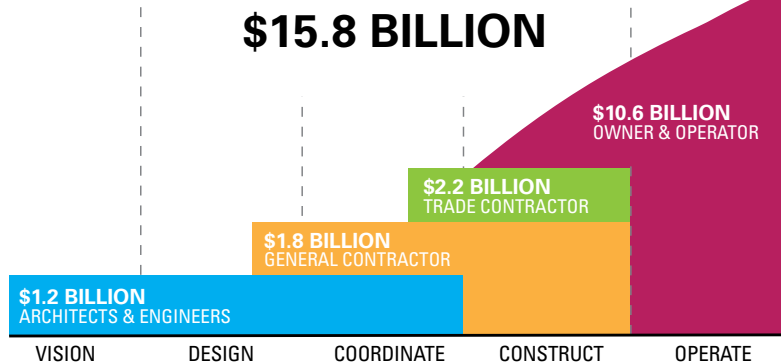 $15.8 BILLION
$10.6 BILLION
OWNER & OPERATOR
$2.2 BILLION
TRADE CONTRACTOR
$1.8 BILLION
GENERAL CONTRACTOR
$1.2 BILLION
ARCHITECTS & ENGINEERS
VISION DESIGN COORDINATE CONSTRUCT OPERATE